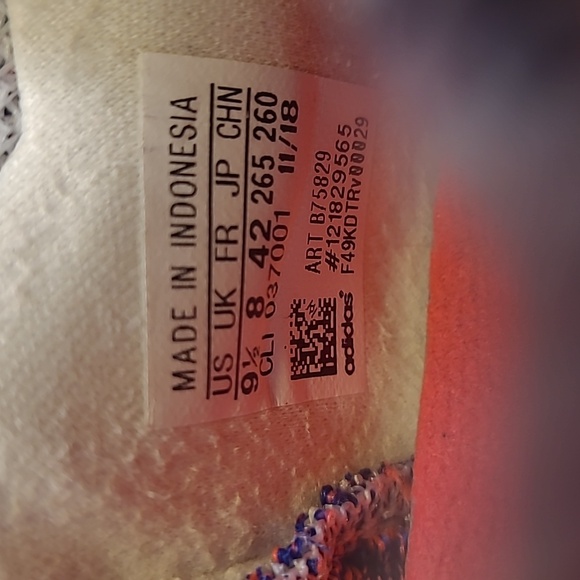 MADE IN INDONESIA
US UK FR JP CHN
9½ 8 42 265 260
CLI 037001 11/18
ART B75829
#121829565
F49KDTRv00029
adidas